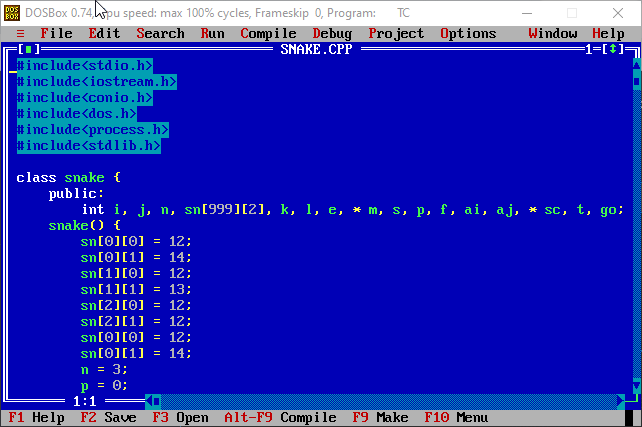 DOSBox 0.74, Cpu speed: max 100% cycles, Frameskip 0, Program: TC
≡ File Edit Search Run Compile Debug Project Options Window Help
[■] SNAKE.CPP 1=[↕]
#include<stdio.h>
#include<iostream.h>
#include<conio.h>
#include<dos.h>
#include<process.h>
#include<stdlib.h>
class snake {
public:
int i, j, n, sn[999][2], k, l, e, * m, s, p, f, ai, aj, * sc, t, go;
snake() {
sn[0][0] = 12;
sn[0][1] = 14;
sn[1][0] = 12;
sn[1][1] = 13;
sn[2][0] = 12;
sn[2][1] = 12;
sn[0][0] = 12;
sn[0][1] = 14;
n = 3;
p = 0;
1:1
F1 Help F2 Save F3 Open Alt-F9 Compile F9 Make F10 Menu